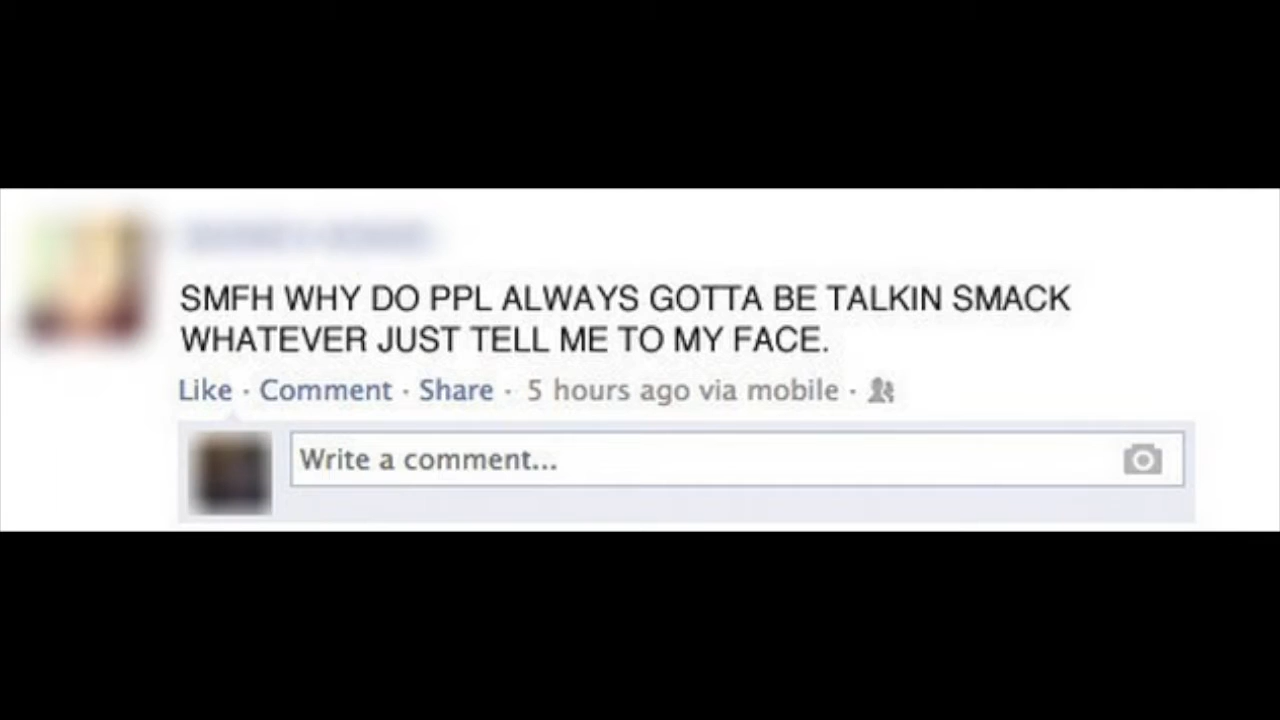 SMFH WHY DO PPL ALWAYS GOTTA BE TALKIN SMACK
WHATEVER JUST TELL ME TO MY FACE.
Like · Comment · Share · 5 hours ago via mobile ·
Write a comment...